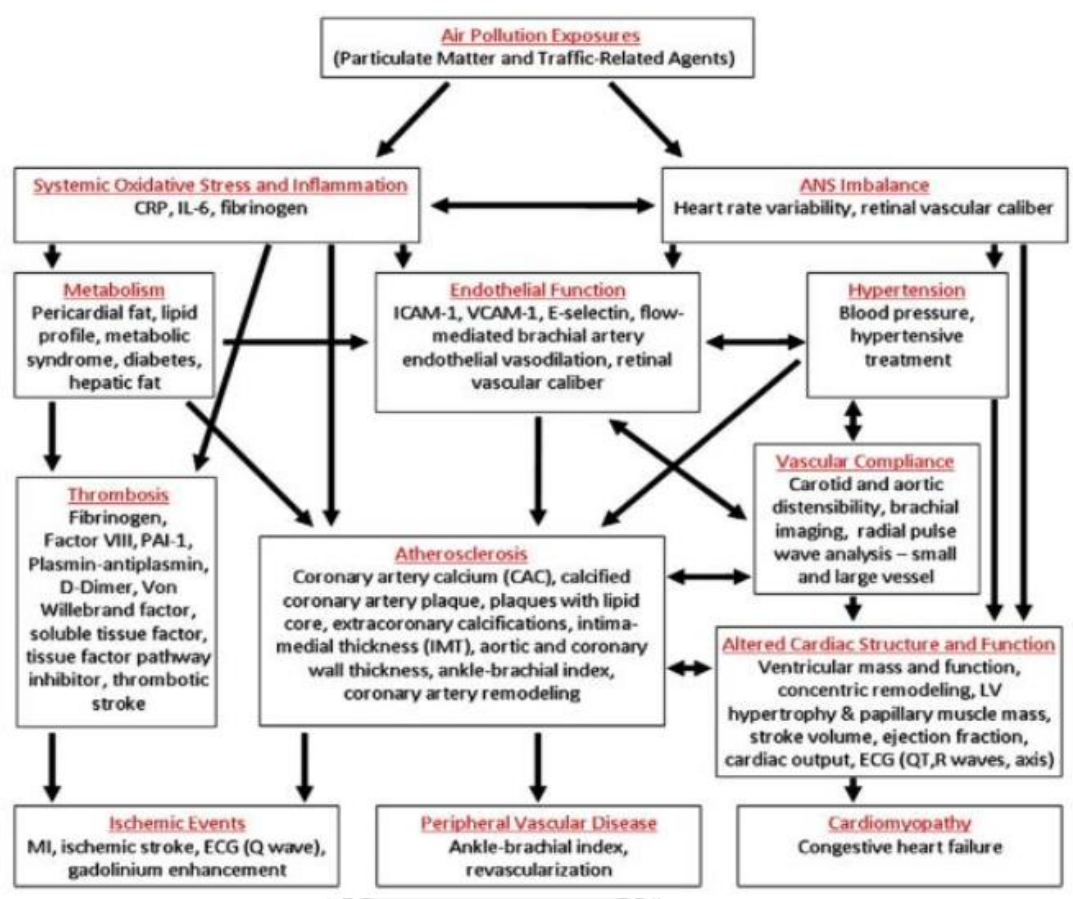 Air Pollution Exposures
(Particulate Matter and Traffic-Related Agents)
Systemic Oxidative Stress and Inflammation
CRP, IL-6, fibrinogen
ANS Imbalance
Heart rate variability, retinal vascular caliber
Metabolism
Pericardial fat, lipid
profile, metabolic
syndrome, diabetes,
hepatic fat
Endothelial Function
ICAM-1, VCAM-1, E-selectin, flow-
mediated brachial artery
endothelial vasodilation, retinal
vascular caliber
Hypertension
Blood pressure,
hypertensive
treatment
Vascular Compliance
Carotid and aortic
distensibility, brachial
imaging, radial pulse
wave analysis – small
and large vessel
Thrombosis
Fibrinogen,
Factor VIII, PAI-1,
Plasmin-antiplasmin,
D-Dimer, Von
Willebrand factor,
soluble tissue factor,
tissue factor pathway
inhibitor, thrombotic
stroke
Atherosclerosis
Coronary artery calcium (CAC), calcified
coronary artery plaque, plaques with lipid
core, extracoronary calcifications, intima-
medial thickness (IMT), aortic and coronary
wall thickness, ankle-brachial index,
coronary artery remodeling
Altered Cardiac Structure and Function
Ventricular mass and function,
concentric remodeling, LV
hypertrophy & papillary muscle mass,
stroke volume, ejection fraction,
cardiac output, ECG (QT,R waves, axis)
Ischemic Events
MI, ischemic stroke, ECG (Q wave),
gadolinium enhancement
Peripheral Vascular Disease
Ankle-brachial index,
revascularization
Cardiomyopathy
Congestive heart failure